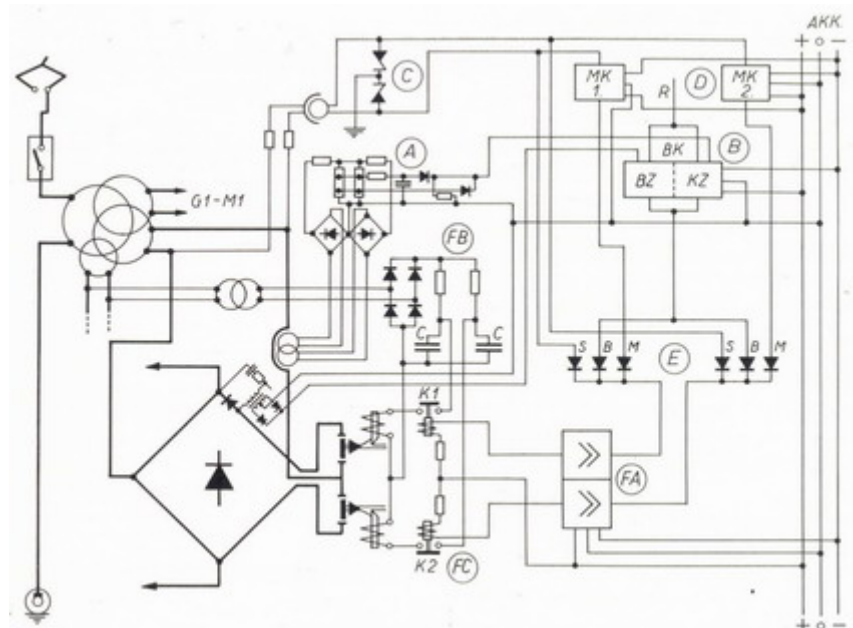 AKK.
+ o −
C
MK 1.
D
MK 2.
R
A
BK
B
BZ KZ
G1-M1
FB
C C
S B M
E
S B M
K1
FA
K2
FC
+ o −